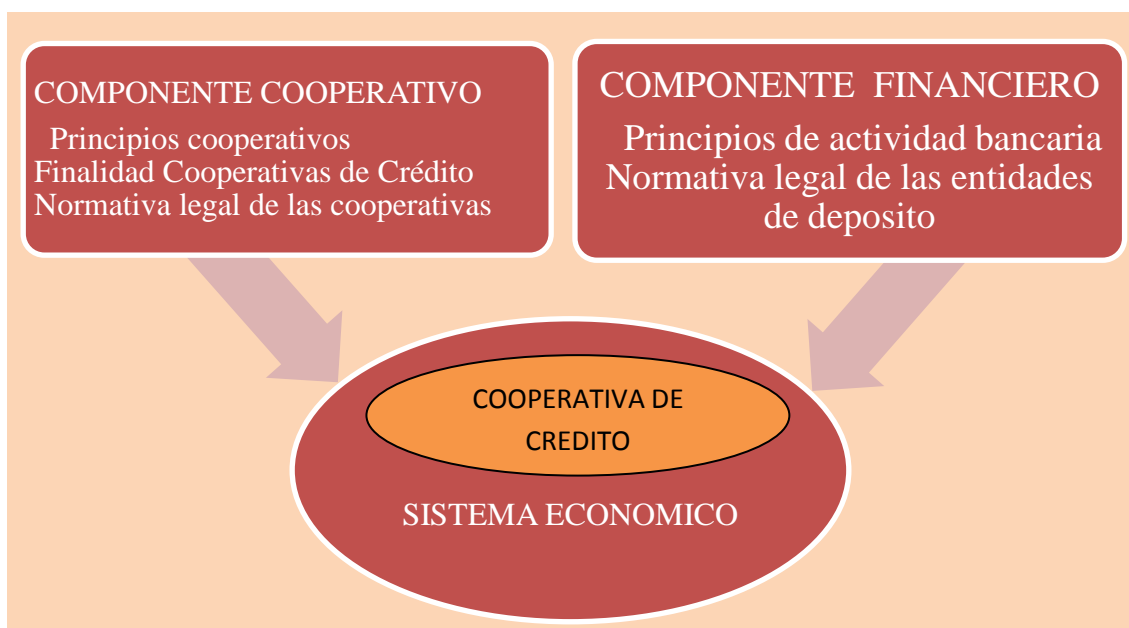 COMPONENTE COOPERATIVO
Principios cooperativos
Finalidad Cooperativas de Crédito
Normativa legal de las cooperativas
COMPONENTE FINANCIERO
Principios de actividad bancaria
Normativa legal de las entidades
de deposito
COOPERATIVA DE
CREDITO
SISTEMA ECONOMICO